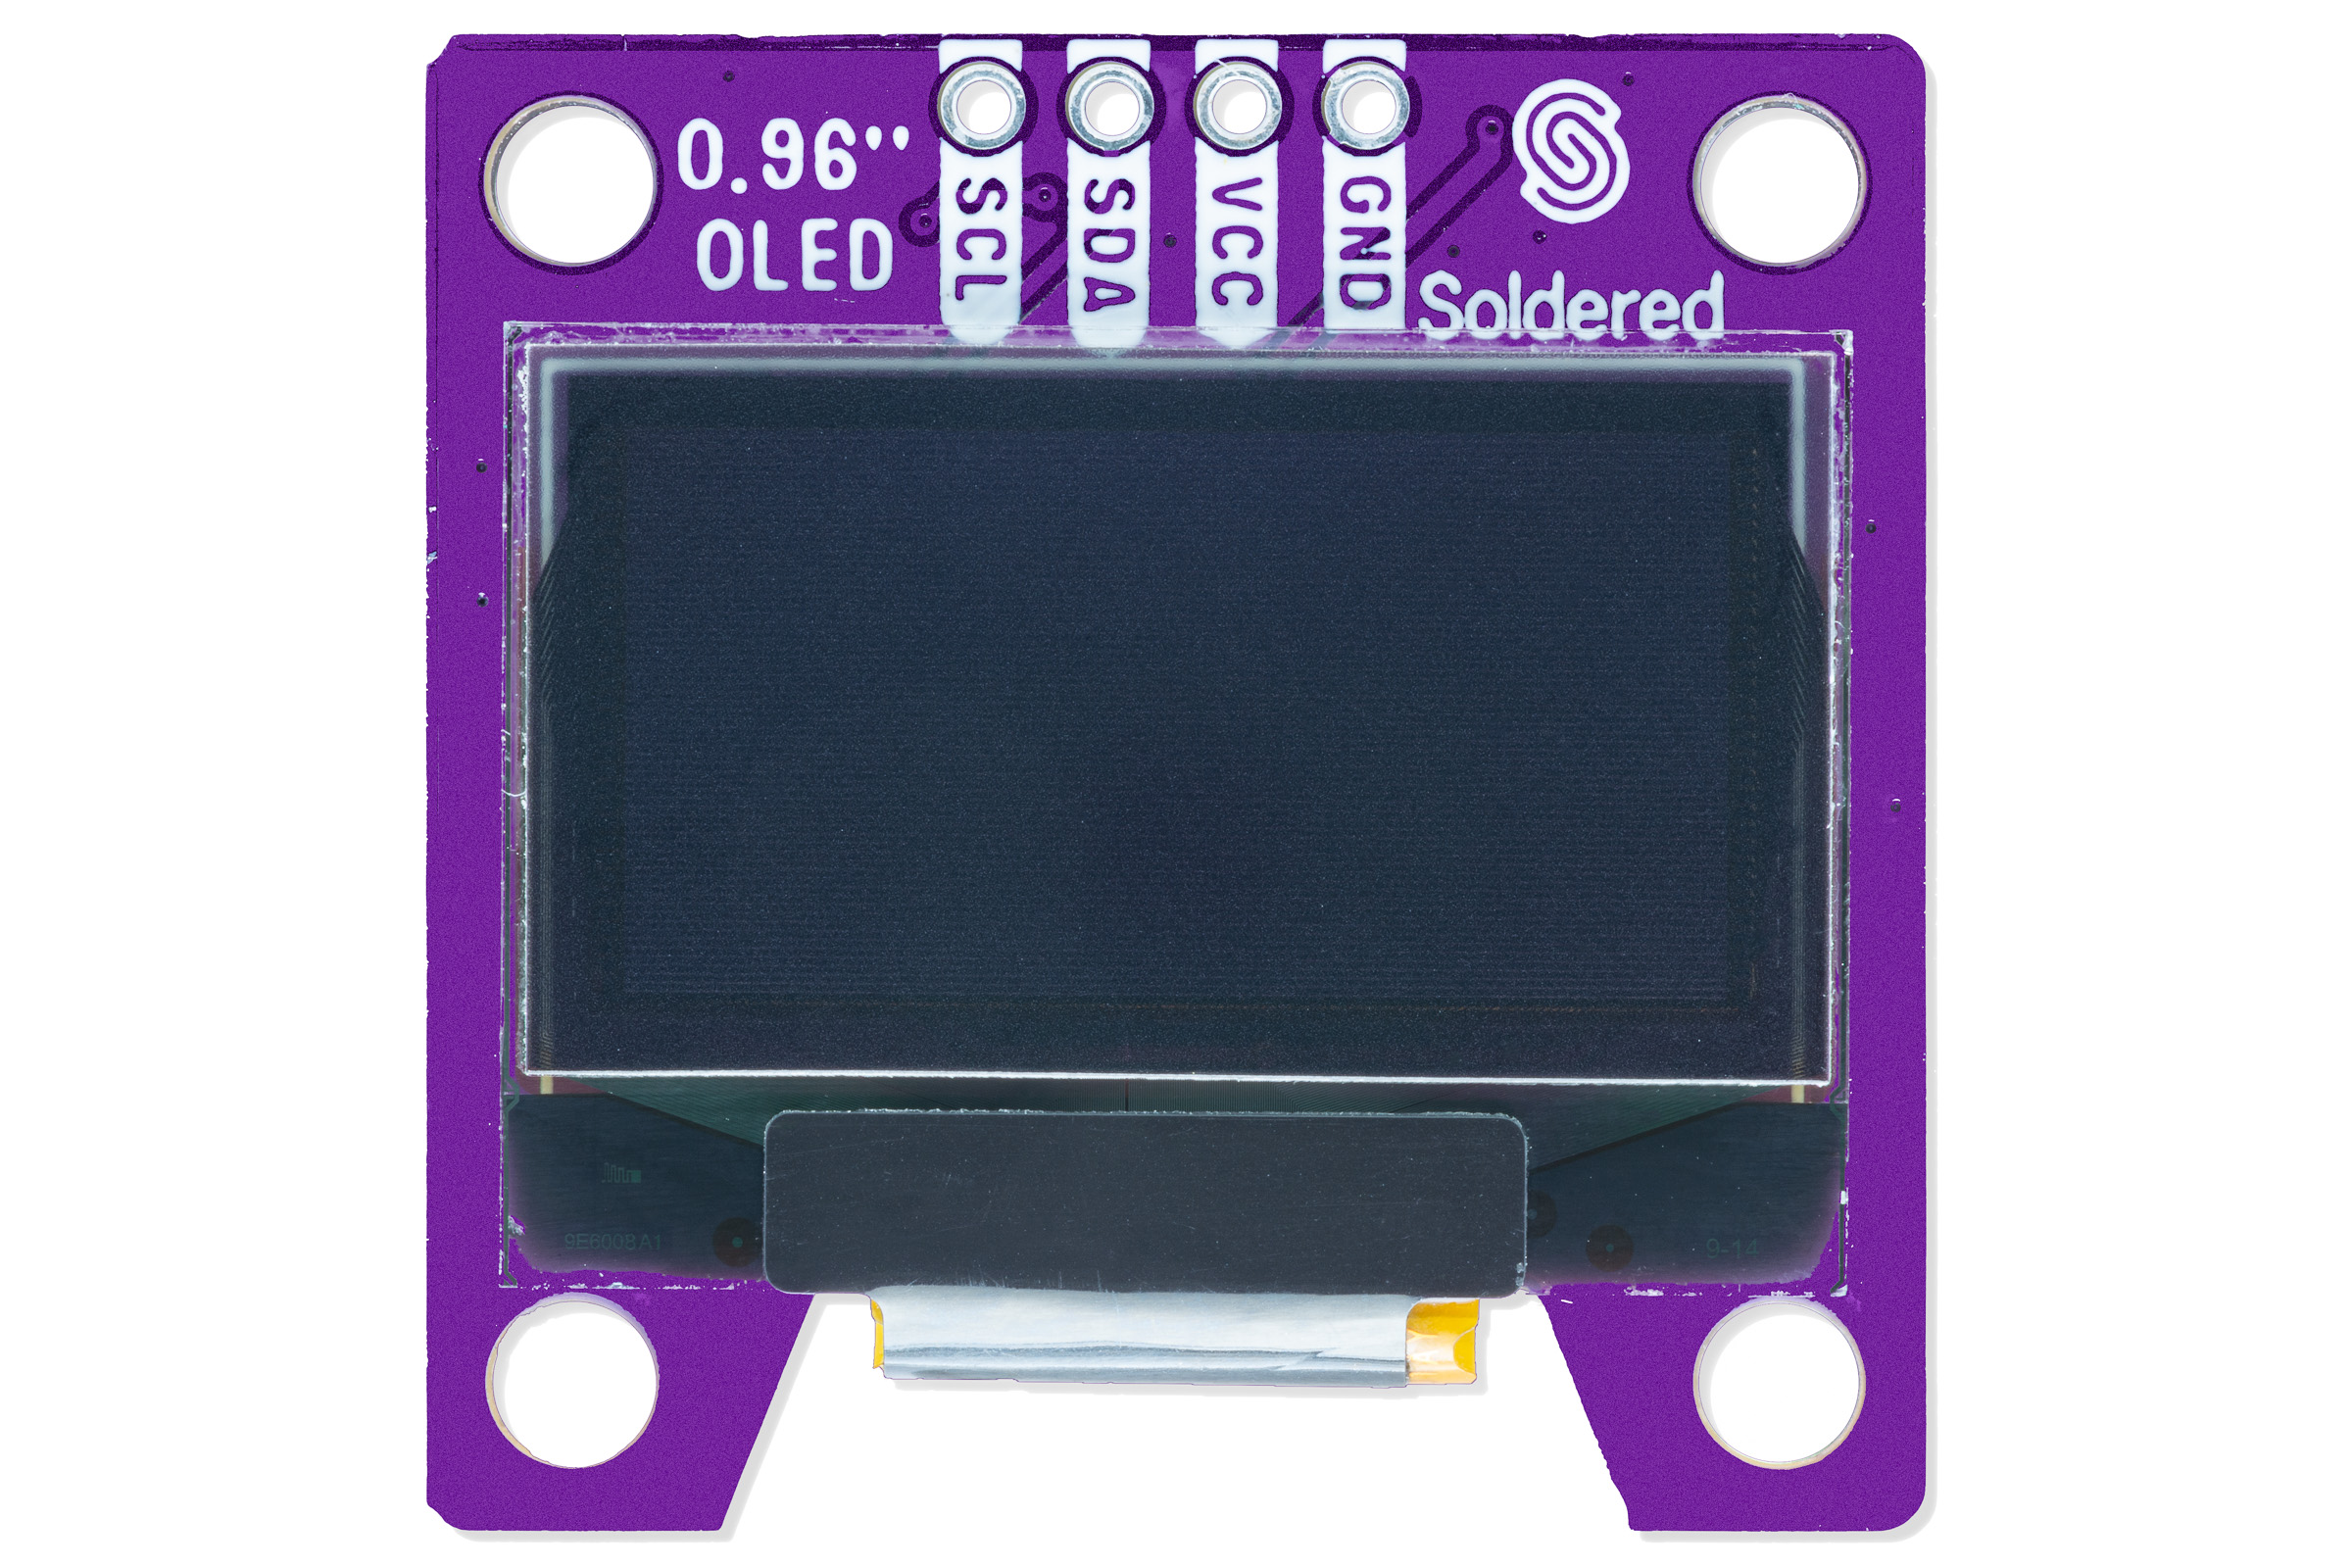 0.96''
OLED
SCL
SDA
VCC
GND
Soldered
9E6008A1
9-14